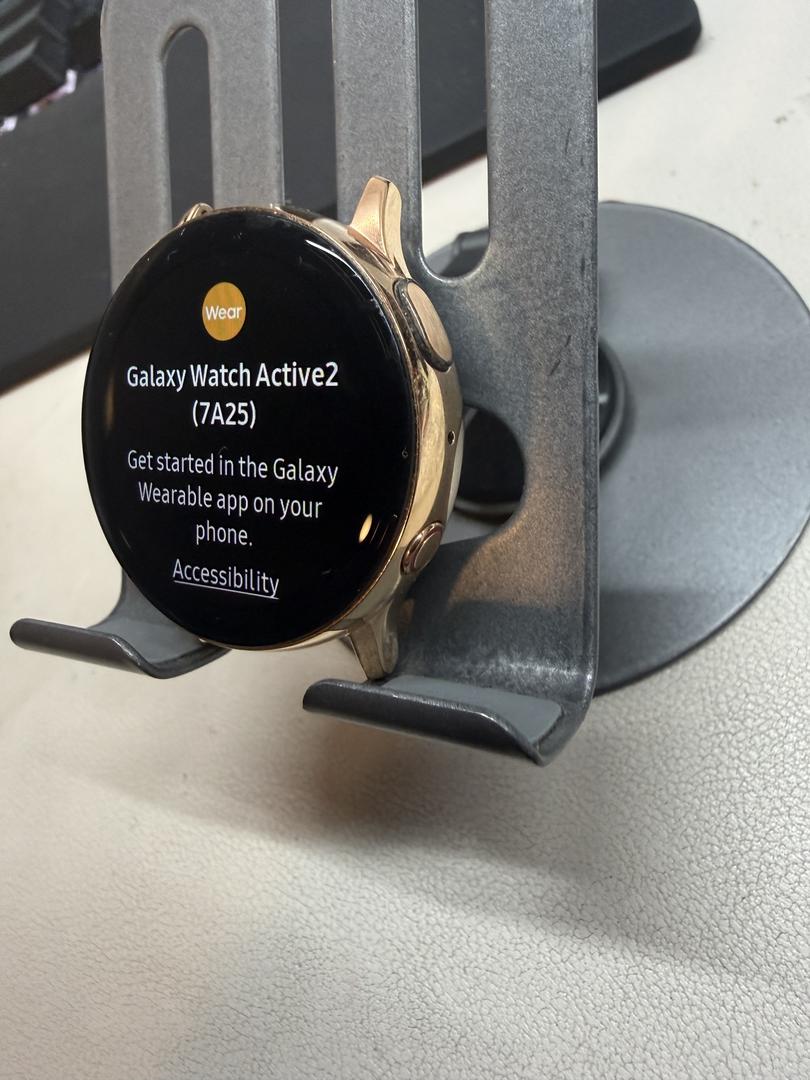 Wear
Galaxy Watch Active2
(7A25)
Get started in the Galaxy
Wearable app on your
phone.
Accessibility